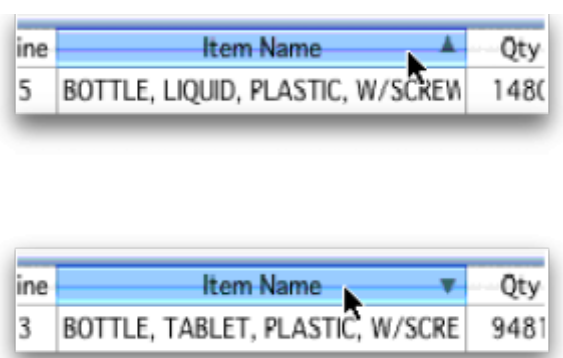 ine Item Name Qty
5 BOTTLE, LIQUID, PLASTIC, W/SCREW 1480
ine Item Name Qty
3 BOTTLE, TABLET, PLASTIC, W/SCRE 9481